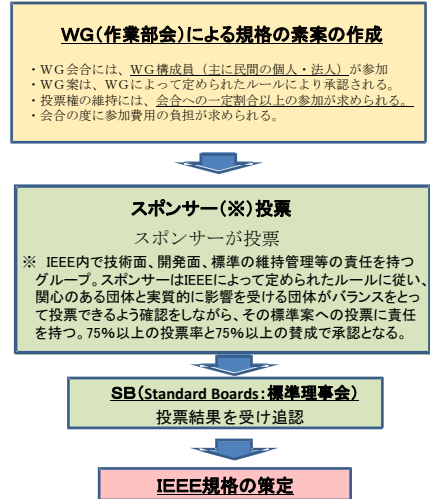 WG(作業部会)による規格の素案の作成
・WG会合には、WG構成員（主に民間の個人・法人）が参加
・WG案は、WGによって定められたルールにより承認される。
・投票権の維持には、会合への一定割合以上の参加が求められる。
・会合の度に参加費用の負担が求められる。
スポンサー(※)投票
スポンサーが投票
※ IEEE内で技術面、開発面、標準の維持管理等の責任を持つ
グループ。スポンサーはIEEEによって定められたルールに従い、
関心のある団体と実質的に影響を受ける団体がバランスをとっ
て投票できるよう確認をしながら、その標準案への投票に責任
を持つ。75%以上の投票率と75%以上の賛成で承認となる。
SB(Standard Boards:標準理事会)
投票結果を受け追認
IEEE規格の策定